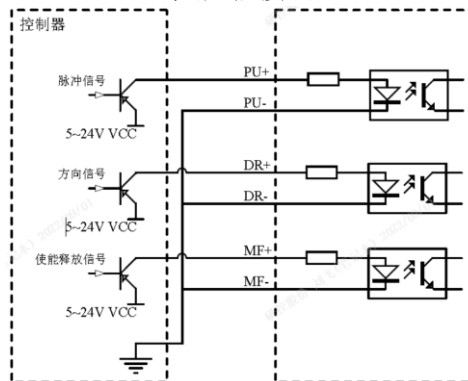 控制器
脉冲信号
PU+
PU-
5~24V VCC
方向信号
DR+
DR-
5~24V VCC
使能释放信号
MF+
MF-
5~24V VCC